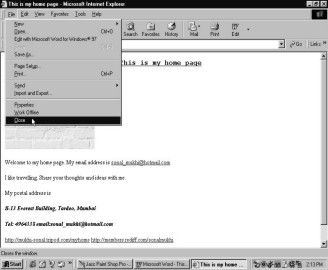 This is my home page - Microsoft Internet Explorer
File Edit View Favorites Tools Help
New
Open... Ctrl+O
Edit with Microsoft Word for Windows® 97
Save As...
Page Setup...
Print... Ctrl+P
Send
Import and Export...
Properties
Work Offline
Close
Search Favorites History Mail Print Edit
Go Links »
This is my home page
Welcome to my home page. My email address is sonal_mukhi@hotmail.com
I like travelling. Share your thoughts and ideas with me.
My postal address is
B-13 Everest Building, Tardeo, Mumbai
Tel: 4964338 email:sonal_mukhi@hotmail.com
http://mukhi-sonal.tripod.com/myhome http://members.rediff.com/sonalmukhi
Closes the window.
Start Jasc Paint Shop Pro - Microsoft Word - This... This is my home ... 2:13 PM